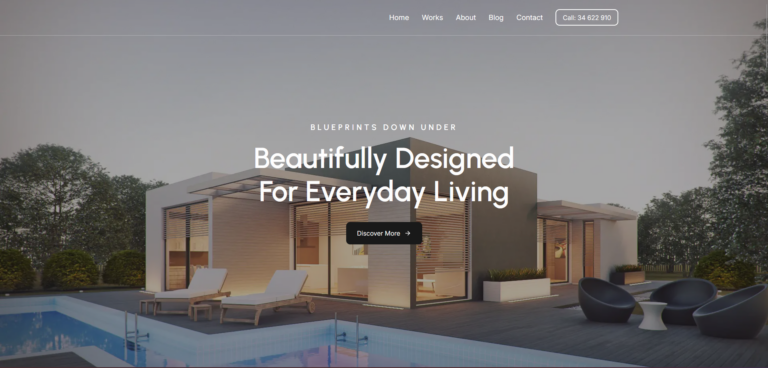 Home
Works
About
Blog
Contact
Call: 34 622 910
BLUEPRINTS DOWN UNDER
Beautifully Designed
For Everyday Living
Discover More →